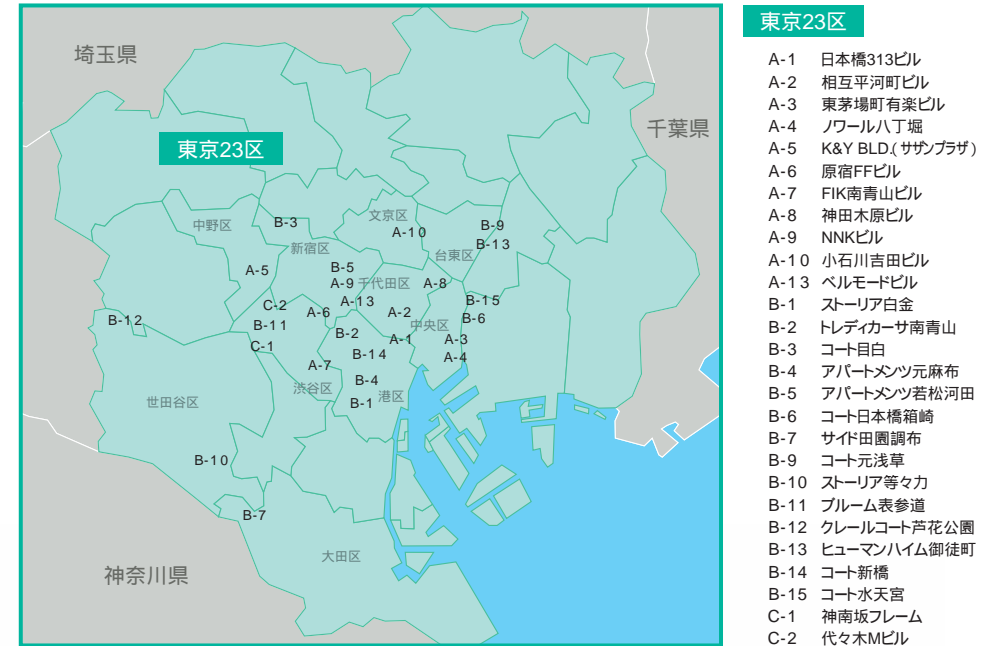 埼玉県
千葉県
東京23区
中野区
B-3
文京区
A-10
B-9
B-13
新宿区
台東区
A-5
B-5
A-9
千代田区
A-8
A-13
B-15
C-2
A-6
A-2
B-6
B-12
B-11
中央区
B-2
A-1
A-3
C-1
B-14
A-4
A-7
B-4
渋谷区
港区
B-1
世田谷区
B-10
B-7
大田区
神奈川県
東京23区
A-1 日本橋313ビル
A-2 相互平河町ビル
A-3 東茅場町有楽ビル
A-4 ノワール八丁堀
A-5 K&Y BLD.(サザンプラザ)
A-6 原宿FFビル
A-7 FIK南青山ビル
A-8 神田木原ビル
A-9 NNKビル
A-10 小石川吉田ビル
A-13 ベルモードビル
B-1 ストーリア白金
B-2 トレディカーサ南青山
B-3 コート目白
B-4 アパートメンツ元麻布
B-5 アパートメンツ若松河田
B-6 コート日本橋箱崎
B-7 サイド田園調布
B-9 コート元浅草
B-10 ストーリア等々力
B-11 ブルーム表参道
B-12 クレールコート芦花公園
B-13 ヒューマンハイム御徒町
B-14 コート新橋
B-15 コート水天宮
C-1 神南坂フレーム
C-2 代々木Mビル